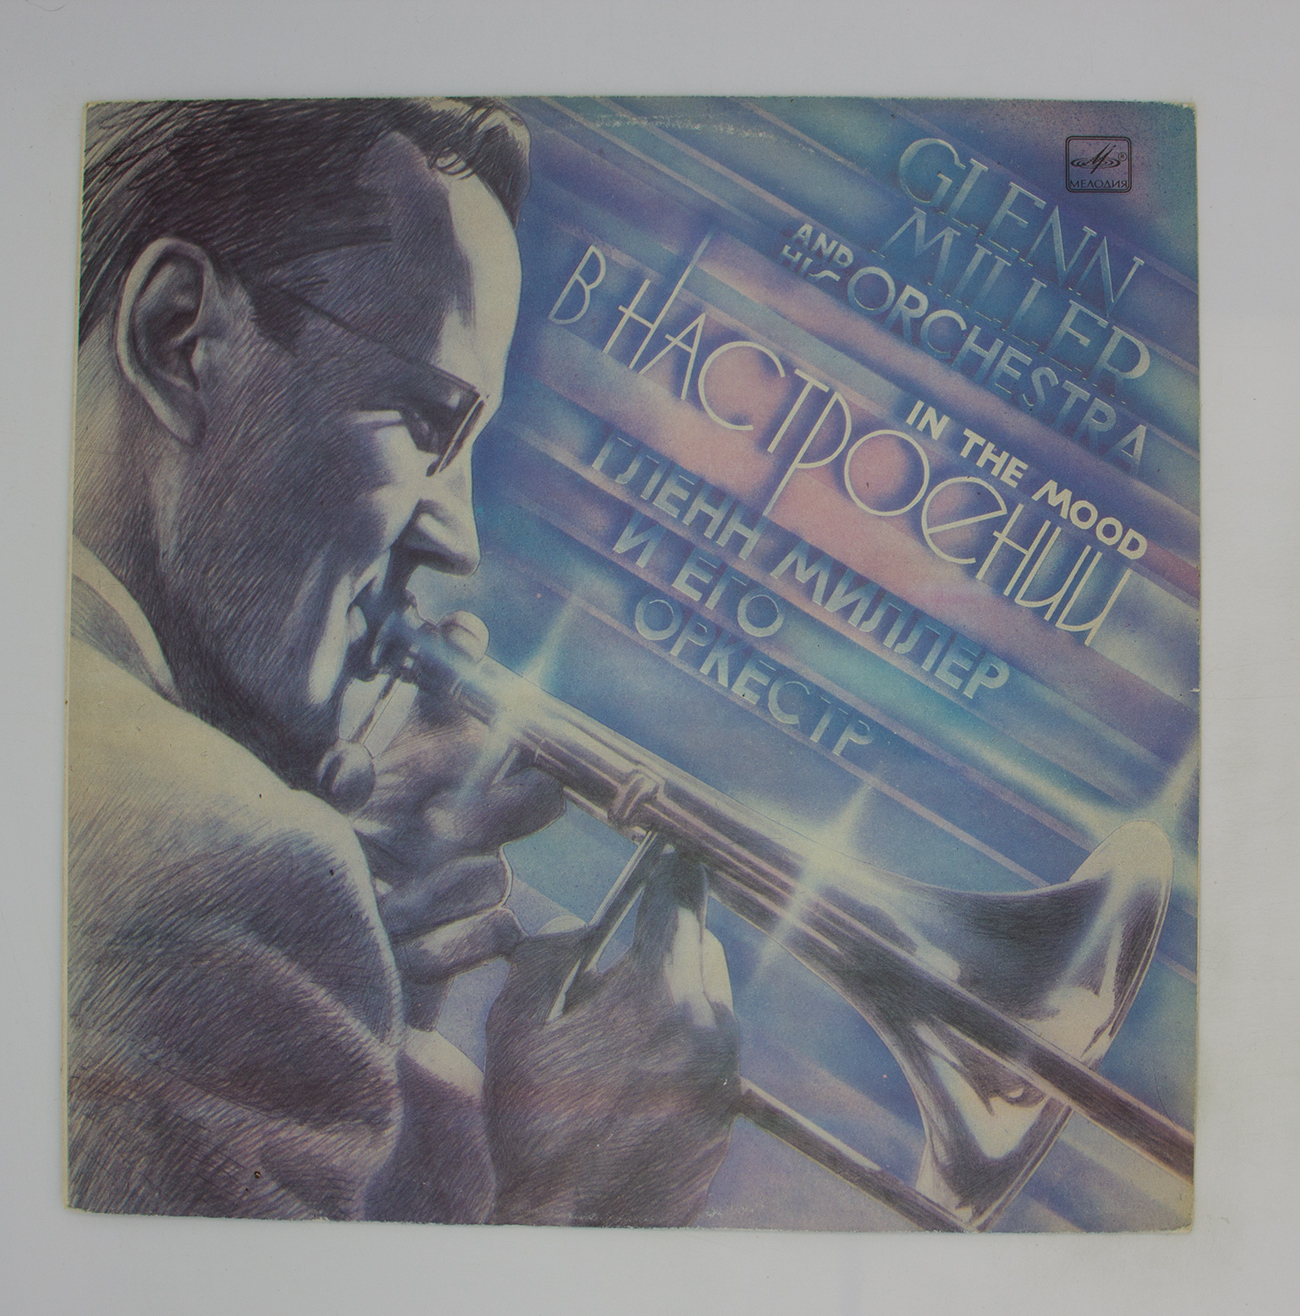 GLENN
MILLER
AND
HIS ORCHESTRA
МЕЛОДИЯ
IN THE MOOD
В НАСТРОЕНИИ
ГЛЕНН МИЛЛЕР
И ЕГО
ОРКЕСТР